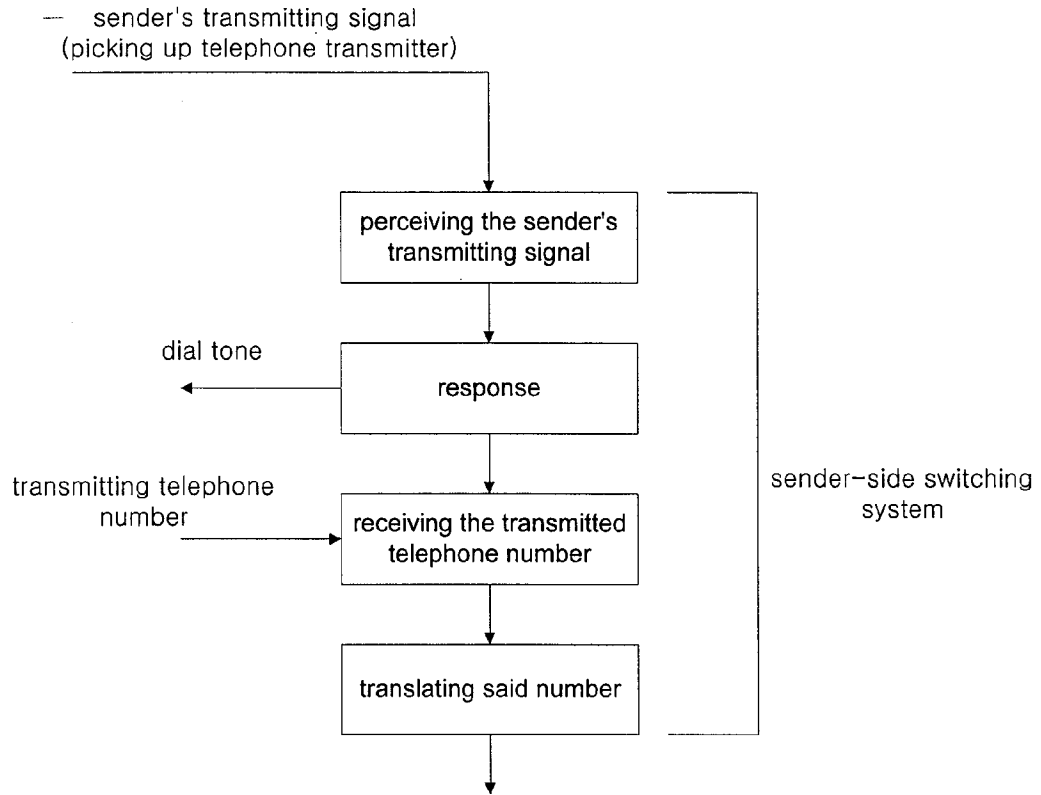 — sender's transmitting signal
(picking up telephone transmitter)
perceiving the sender's
transmitting signal
dial tone
response
transmitting telephone
number
receiving the transmitted
telephone number
sender-side switching
system
translating said number